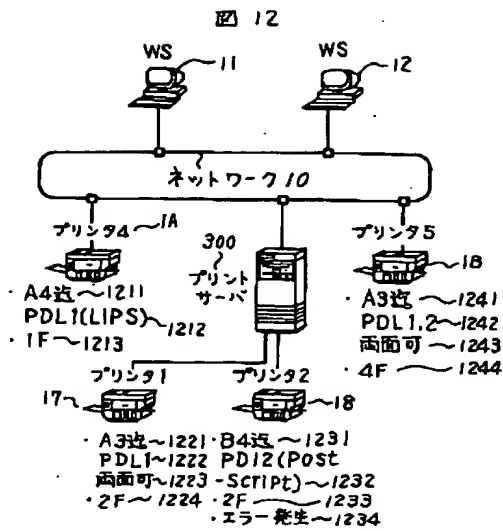 図 12
WS
11
WS
12
ネットワーク10
プリンタ4
1A
300
プリント
サーバ
プリンタ5
1B
・A4迄～1211
PDL1(LIPS)
1212
・1F～1213
・A3迄～1241
PDL1,2～1242
両面可～1243
・4F～1244
プリンタ1
17
プリンタ2
18
・A3迄～1221
PDL1～1222
両面可～1223
・2F～1224
・B4迄～1231
PDL2(Post
-Script)～1232
・2F～1233
・エラー発生～1234